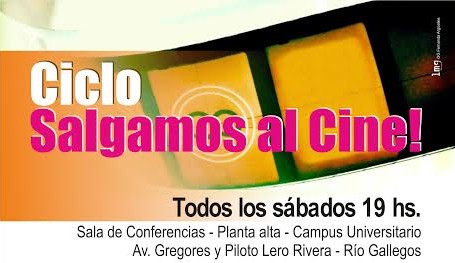 Ciclo
Salgamos al Cine!
Todos los sábados 19 hs.
Sala de Conferencias - Planta alta - Campus Universitario
Av. Gregores y Piloto Lero Rivera - Río Gallegos